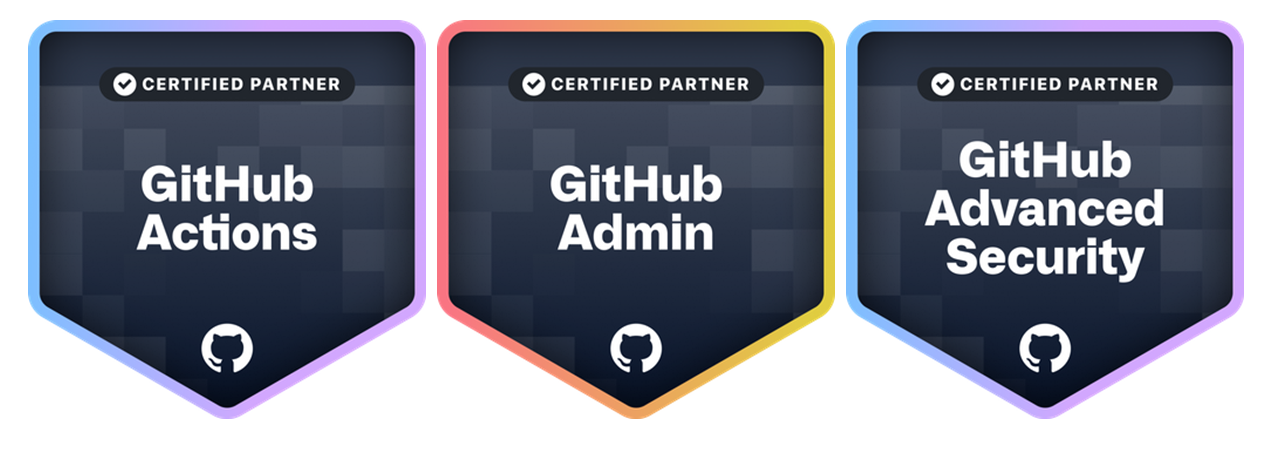 CERTIFIED PARTNER
GitHub
Actions
CERTIFIED PARTNER
GitHub
Admin
CERTIFIED PARTNER
GitHub
Advanced
Security